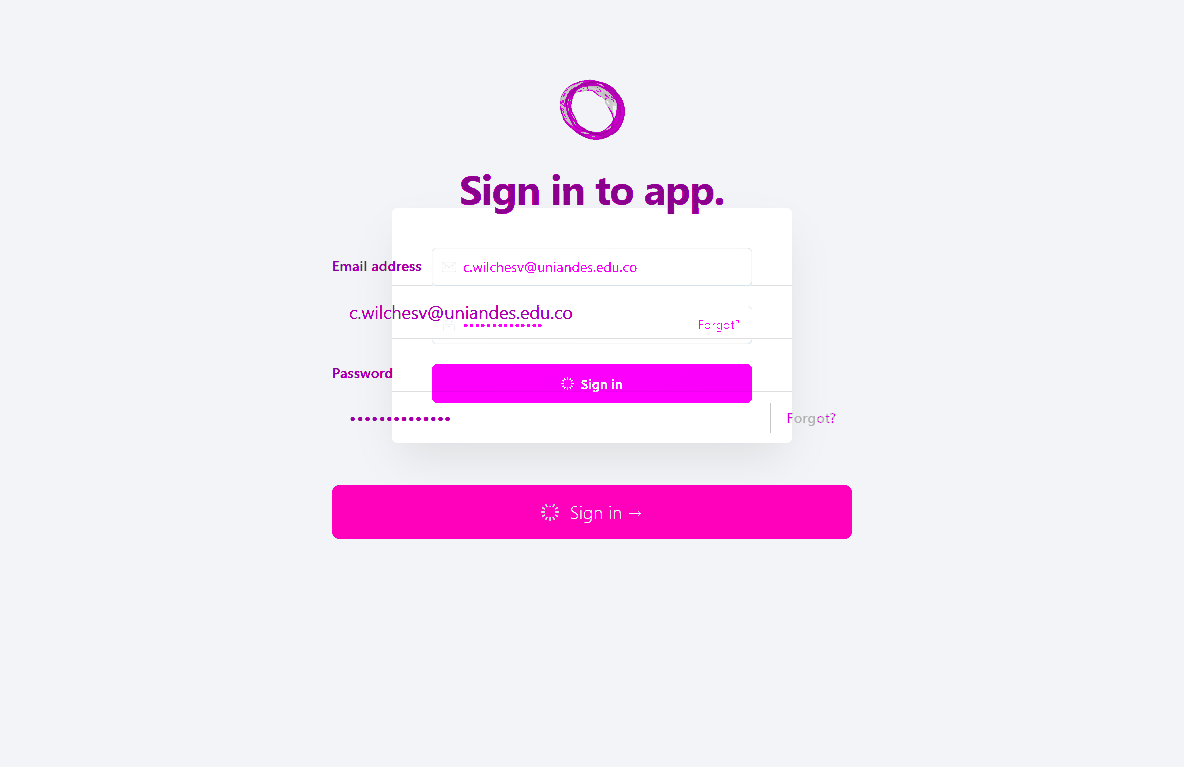 Sign in to app.
Email address
c.wilchesv@uniandes.edu.co
c.wilchesv@uniandes.edu.co
Forgot?
Password
Sign in
Forgot?
Sign in →